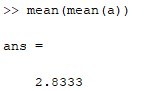 >> mean(mean(a))
ans =
2.8333